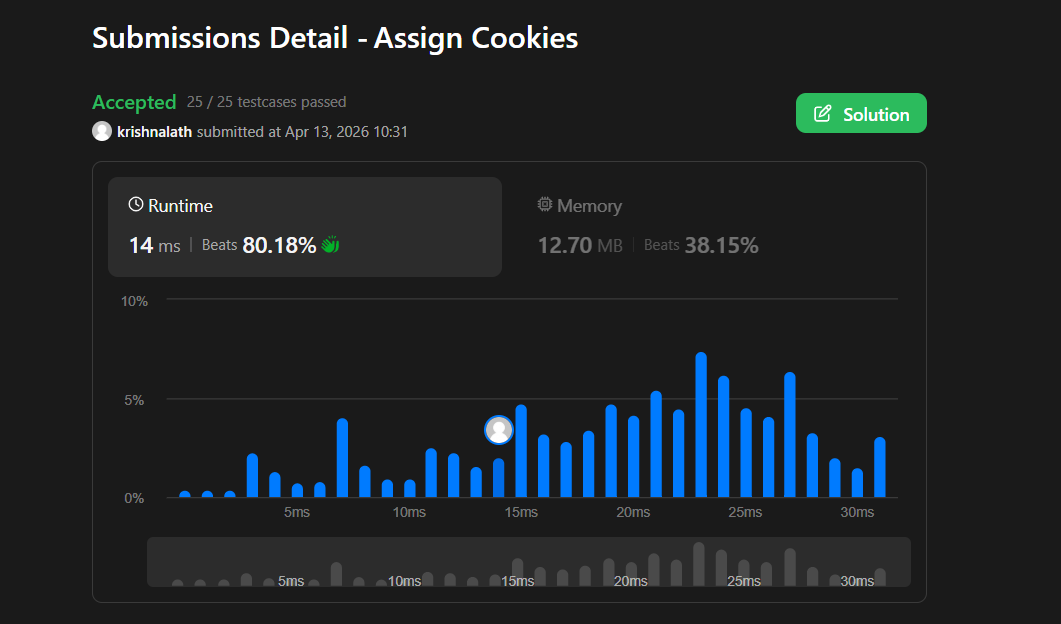 Submissions Detail - Assign Cookies
Accepted 25 / 25 testcases passed
krishnalath submitted at Apr 13, 2026 10:31
Solution
Runtime
14 ms | Beats 80.18%
Memory
12.70 MB | Beats 38.15%
10%
5%
0%
5ms 10ms 15ms 20ms 25ms 30ms
5ms 10ms 15ms 20ms 25ms 30ms